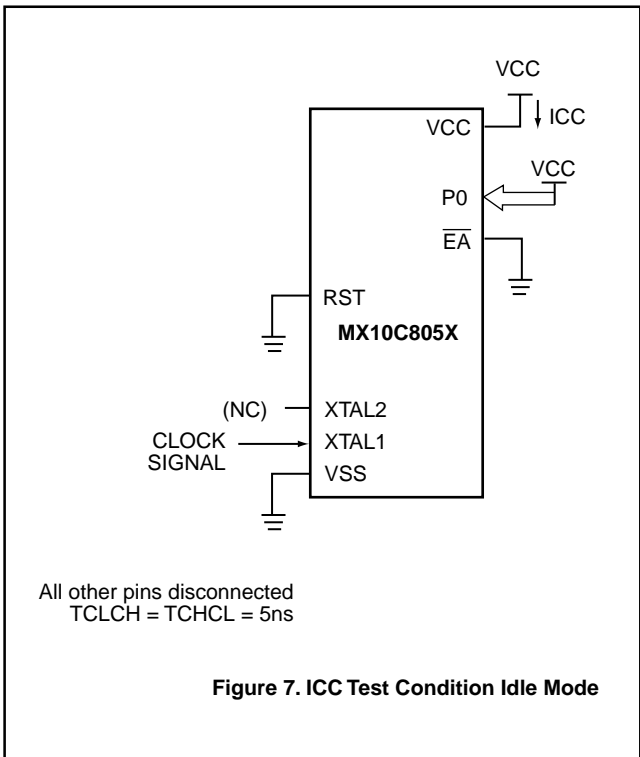 VCC
ICC
VCC
VCC
P0
EA
RST
MX10C805X
(NC)
XTAL2
CLOCK
SIGNAL
XTAL1
VSS
All other pins disconnected
TCLCH = TCHCL = 5ns
Figure 7. ICC Test Condition Idle Mode